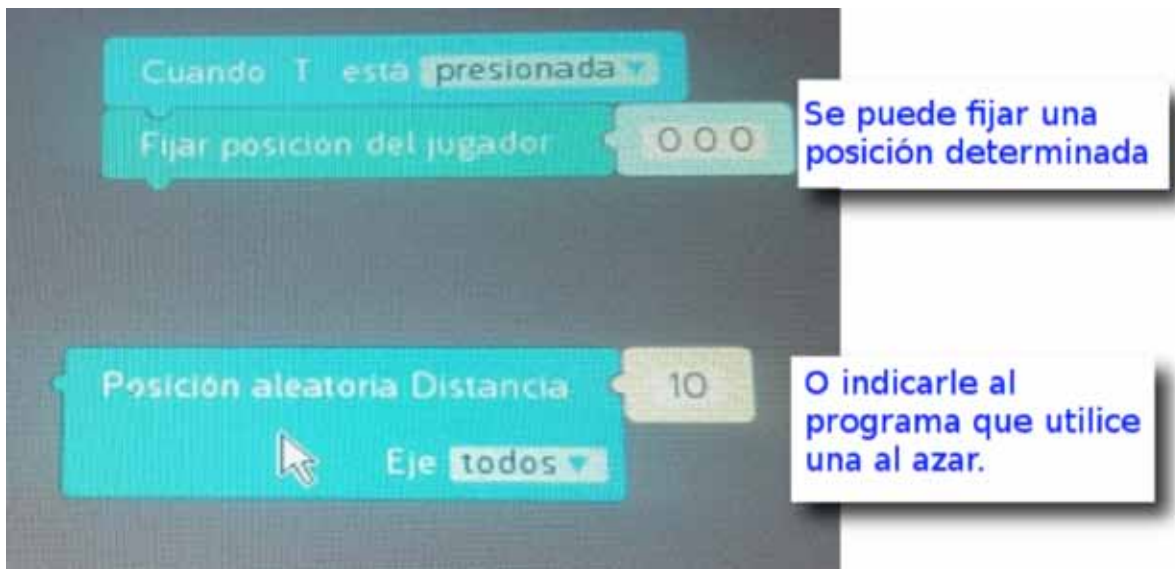 Cuando T está presionada
Fijar posición del jugador 0 0 0
Se puede fijar una
posición determinada
Posición aleatoria Distancia 10
Eje todos
O indicarle al
programa que utilice
una al azar.